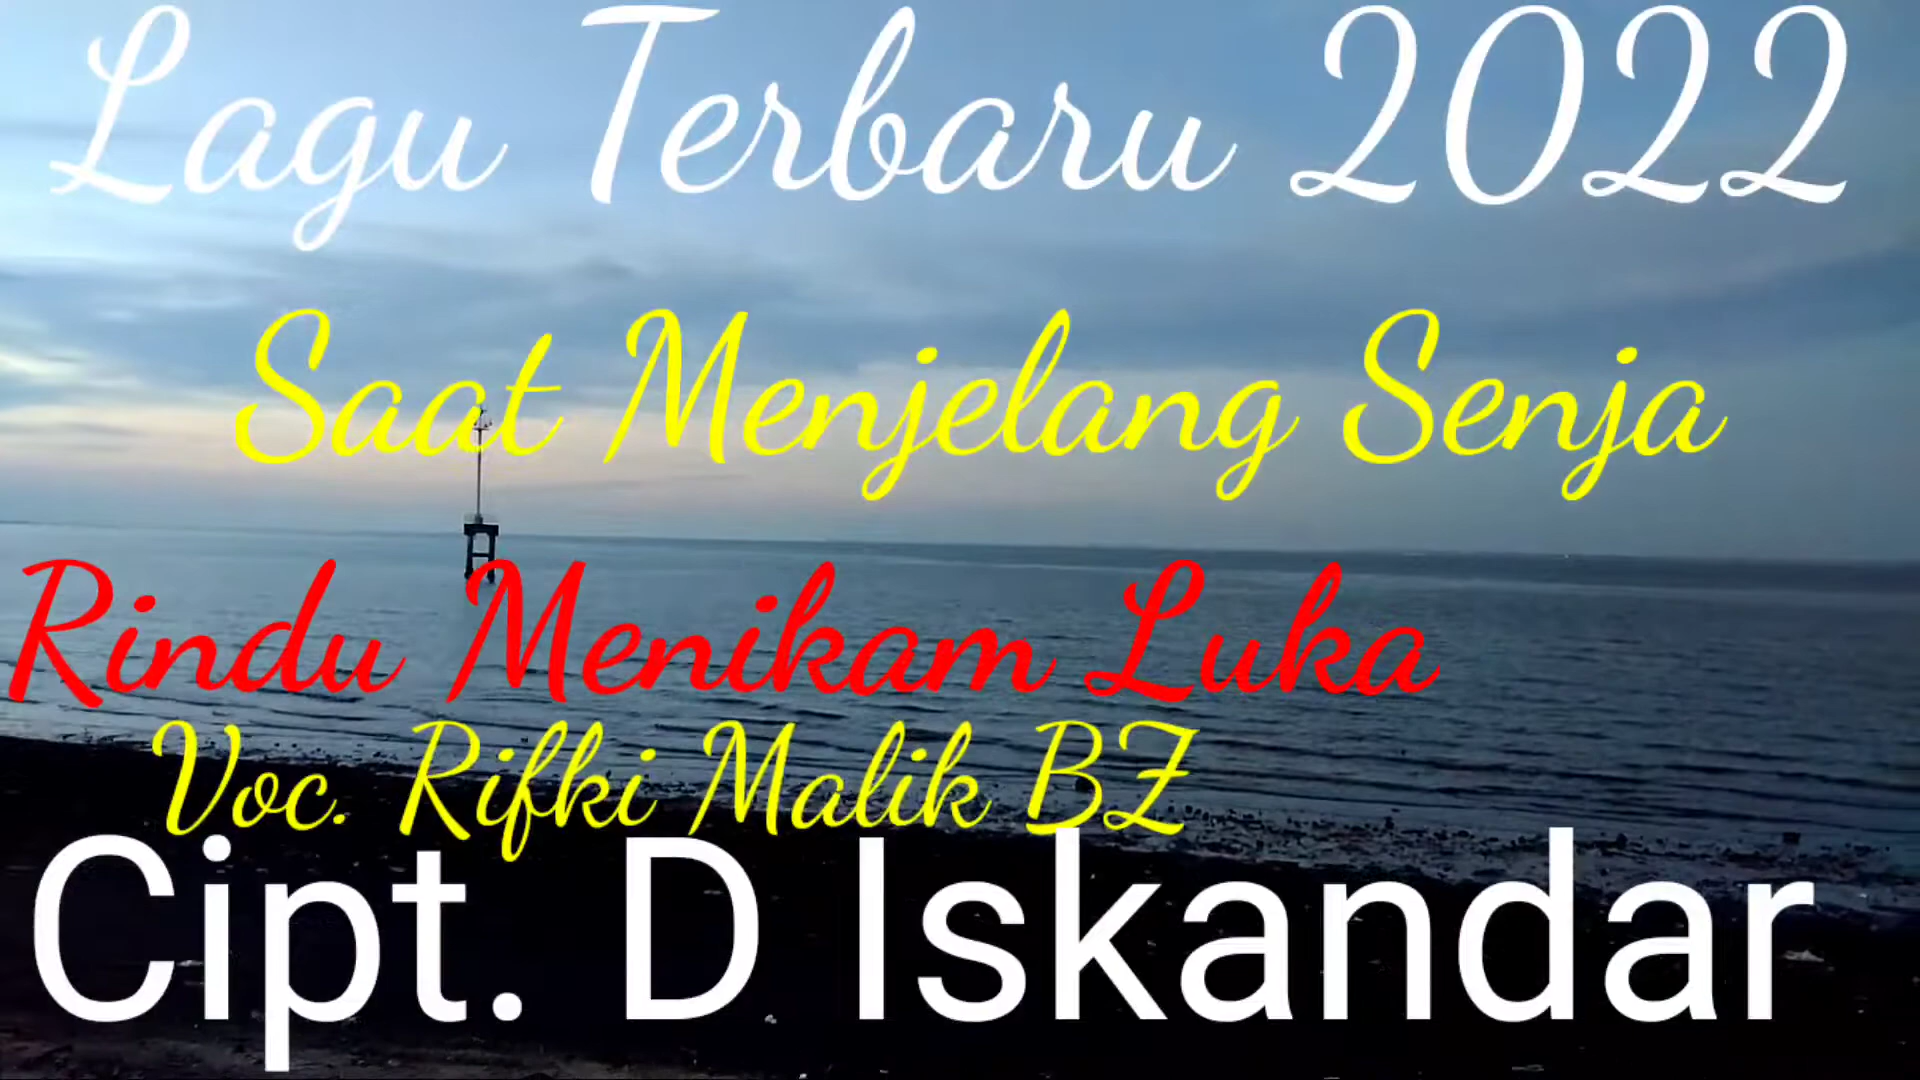 Lagu Terbaru 2022
Saat Menjelang Senja
Rindu Menikam Luka
Voc. Rifki Malik BZ
Cipt. D Iskandar